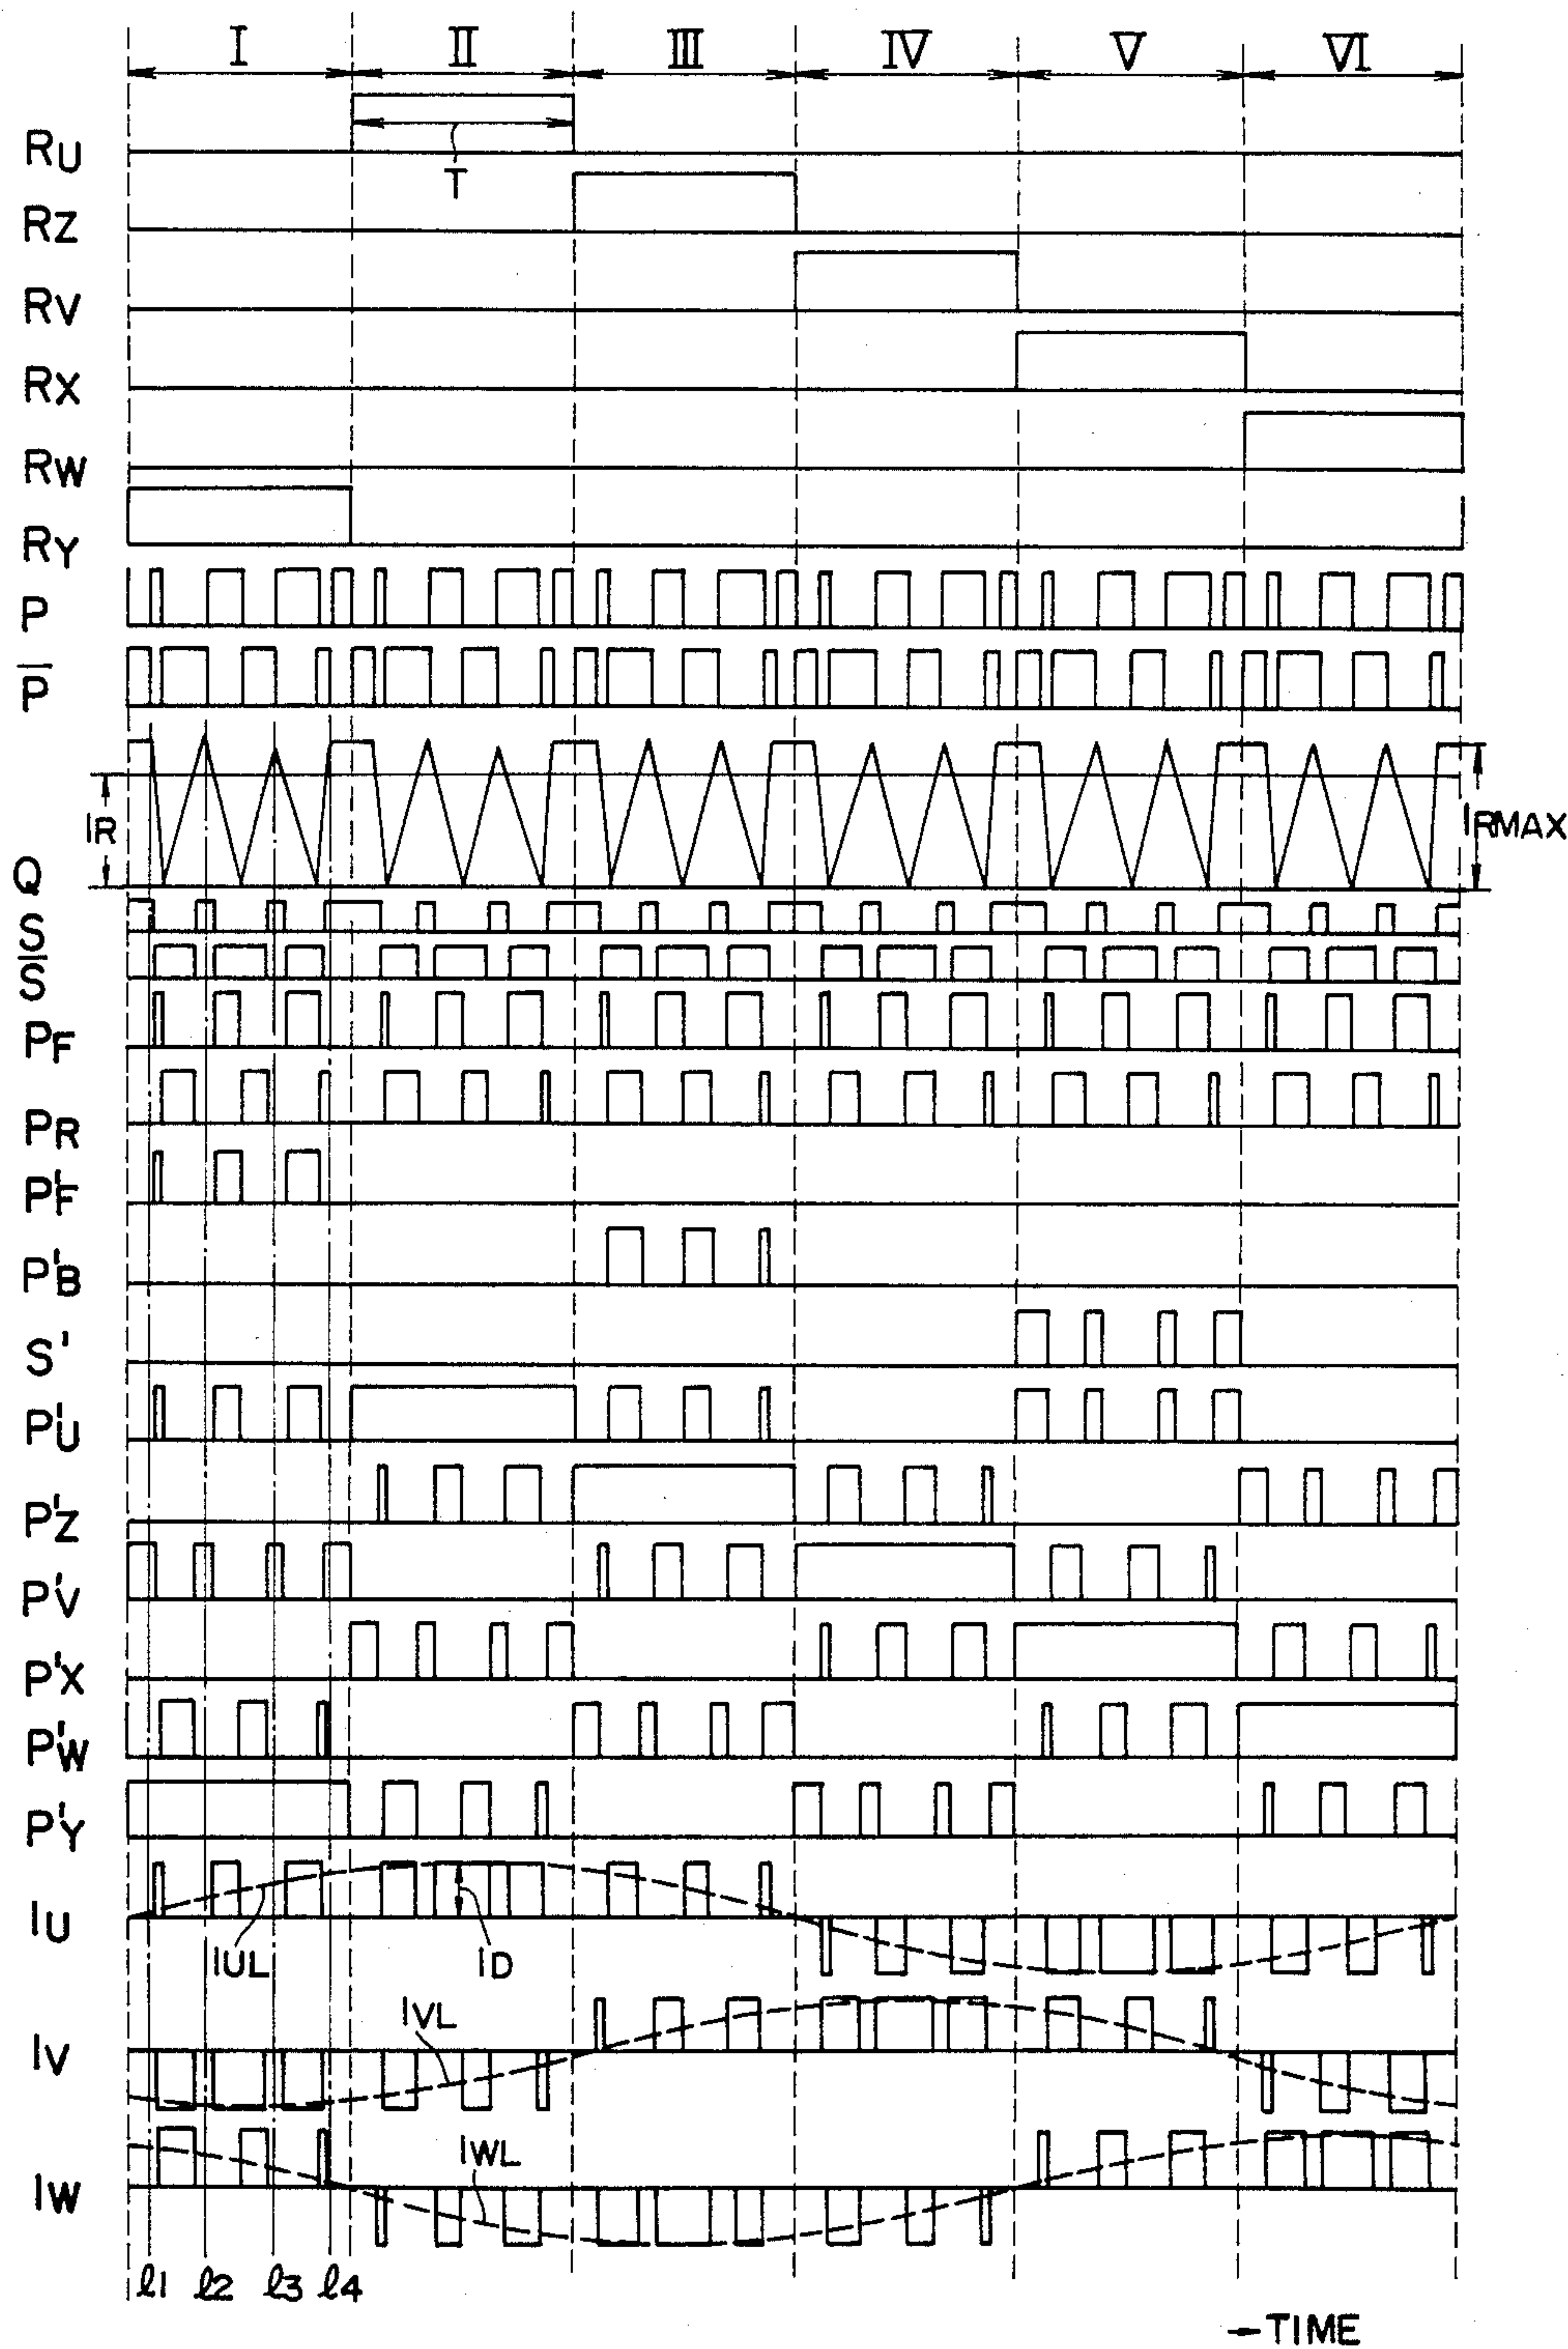 I II III IV V VI
RU
T
RZ
RV
RX
RW
RY
P
P̅
IR
IRMAX
Q
S
S̅
PF
PR
P'F
P'B
S'
P'U
P'Z
P'V
P'X
P'W
P'Y
IU
IUL
ID
IVL
IV
IWL
IW
ℓ1 ℓ2 ℓ3 ℓ4
TIME